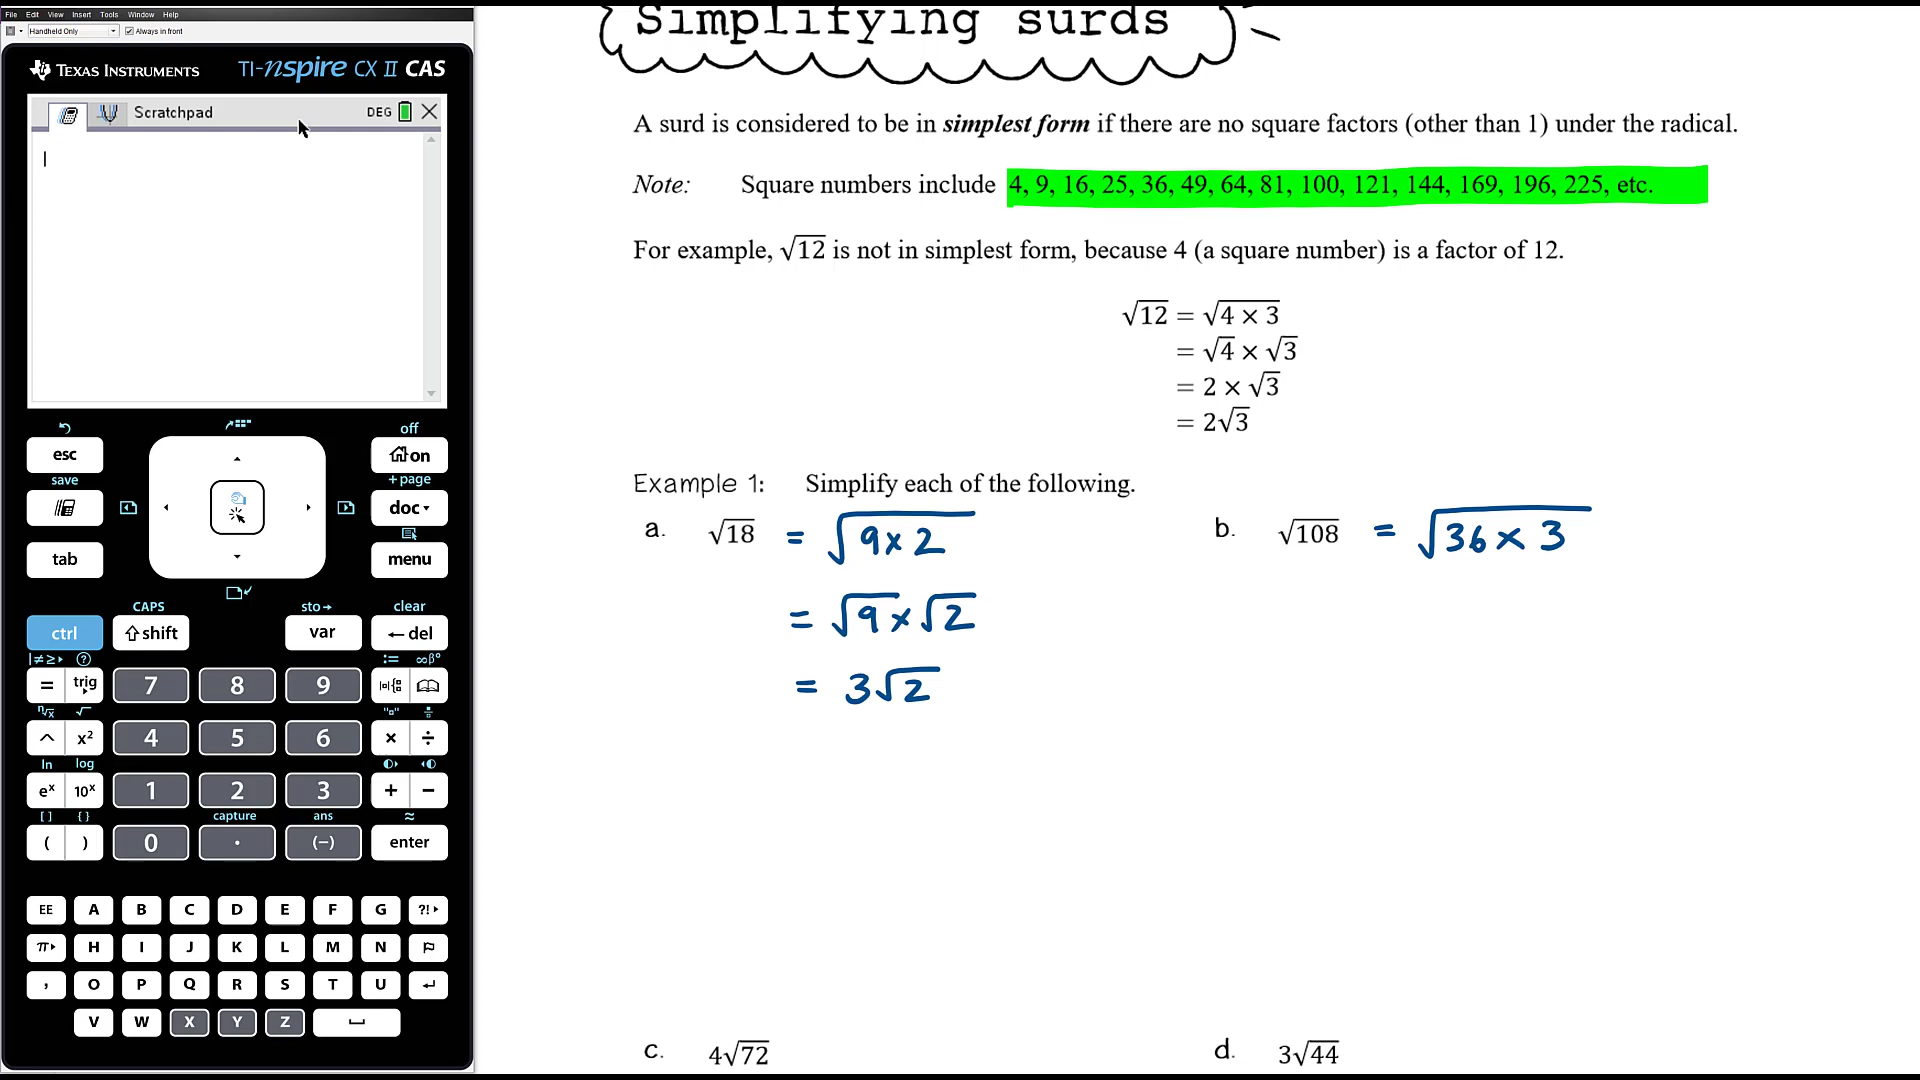 File Edit View Insert Tools Window Help
Handheld Only Always in front
TEXAS INSTRUMENTS TI-nspire CX II CAS
Scratchpad DEG
off
esc on
save +page
doc
tab menu
CAPS sto→ clear
ctrl ⇧shift var ←del
|≠≥▸ ? := ∞β°
= trig 7 8 9 |□|{
ⁿ√x √ "□"
^ x² 4 5 6 × ÷
ln log
eˣ 10ˣ 1 2 3 + −
[ ] { } capture ans ≈
( ) 0 . (−) enter
EE A B C D E F G ?!▸
π▸ H I J K L M N
, O P Q R S T U ↵
V W X Y Z
Simplifying surds
A surd is considered to be in simplest form if there are no square factors (other than 1) under the radical.
Note: Square numbers include 4, 9, 16, 25, 36, 49, 64, 81, 100, 121, 144, 169, 196, 225, etc.
For example, √12 is not in simplest form, because 4 (a square number) is a factor of 12.
√12 = √4 × 3
= √4 × √3
= 2 × √3
= 2√3
Example 1: Simplify each of the following.
a. √18 = √9×2
= √9×√2
= 3√2
b. √108 = √36×3
c. 4√72
d. 3√44